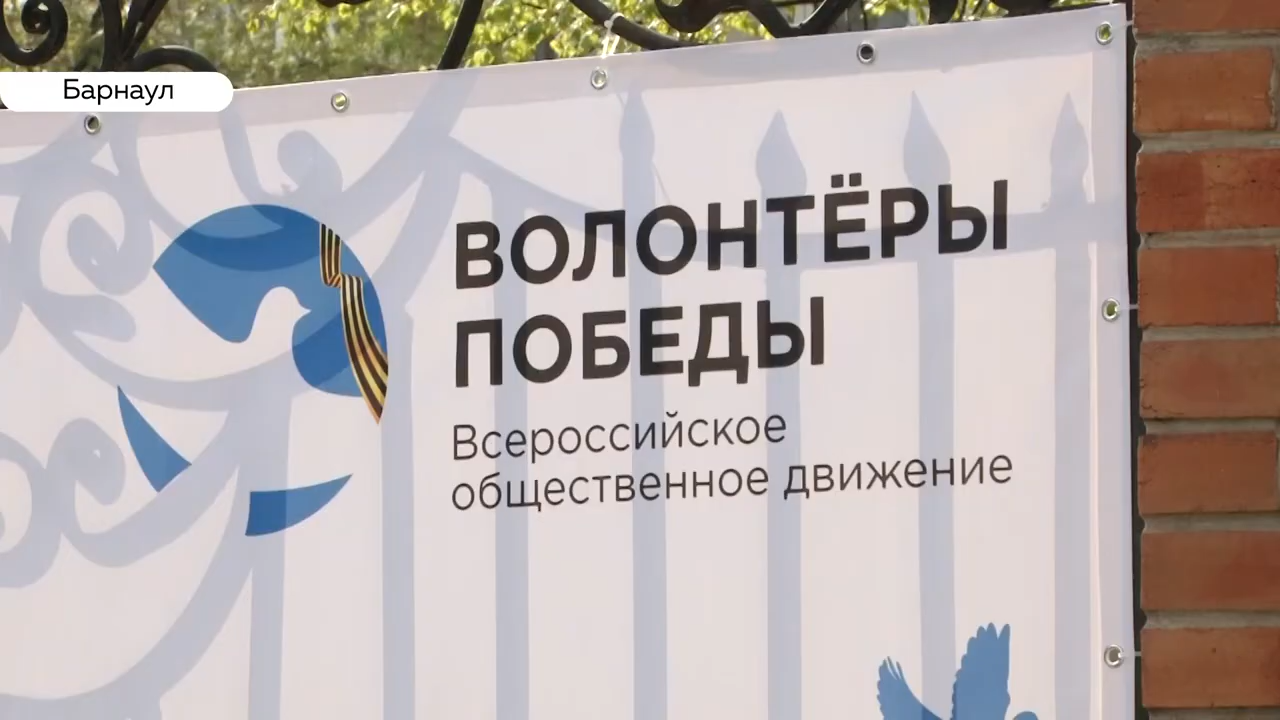 Барнаул
ВОЛОНТЁРЫ
ПОБЕДЫ
Всероссийское
общественное движение